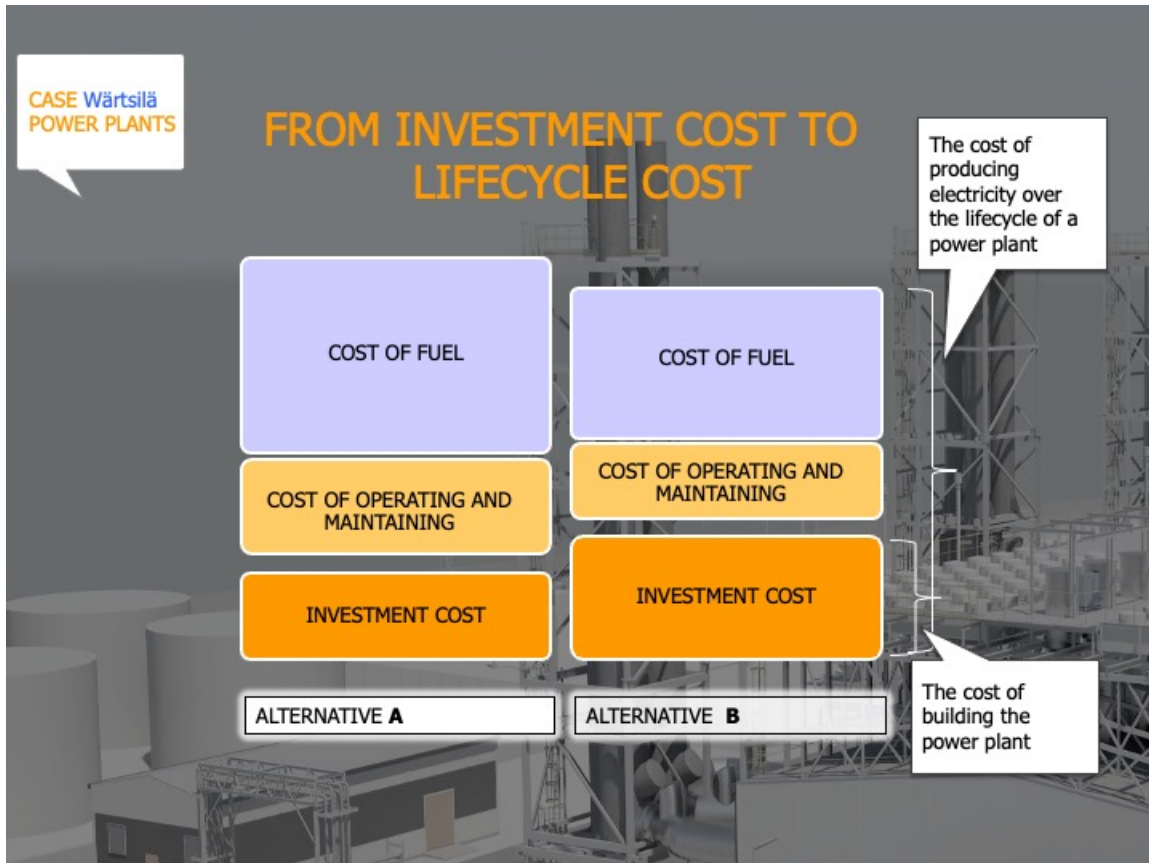 CASE Wärtsilä
POWER PLANTS
FROM INVESTMENT COST TO
LIFECYCLE COST
The cost of
producing
electricity over
the lifecycle of a
power plant
COST OF FUEL
COST OF FUEL
COST OF OPERATING AND
MAINTAINING
COST OF OPERATING AND
MAINTAINING
INVESTMENT COST
INVESTMENT COST
ALTERNATIVE A
ALTERNATIVE B
The cost of
building the
power plant